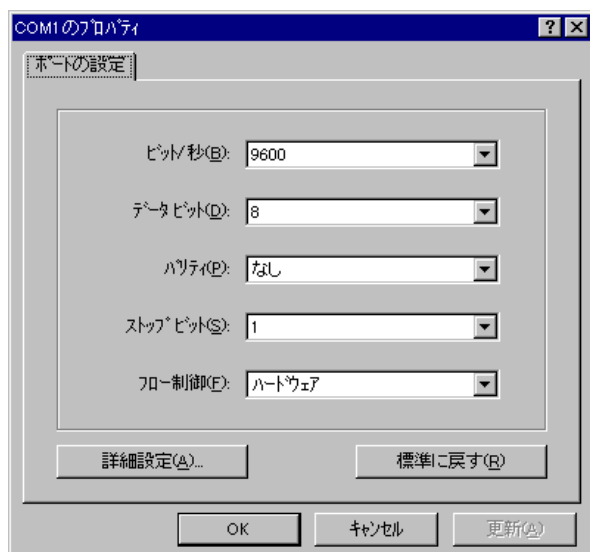 COM1のﾌﾟﾛﾊﾟﾃｨ
ﾎﾟｰﾄの設定
ﾋﾞｯﾄ/秒(B): 9600
ﾃﾞｰﾀ ﾋﾞｯﾄ(D): 8
ﾊﾟﾘﾃｨ(P): なし
ｽﾄｯﾌﾟ ﾋﾞｯﾄ(S): 1
ﾌﾛｰ制御(F): ﾊｰﾄﾞｳｪｱ
詳細設定(A)... 標準に戻す(R)
OK ｷｬﾝｾﾙ 更新(A)